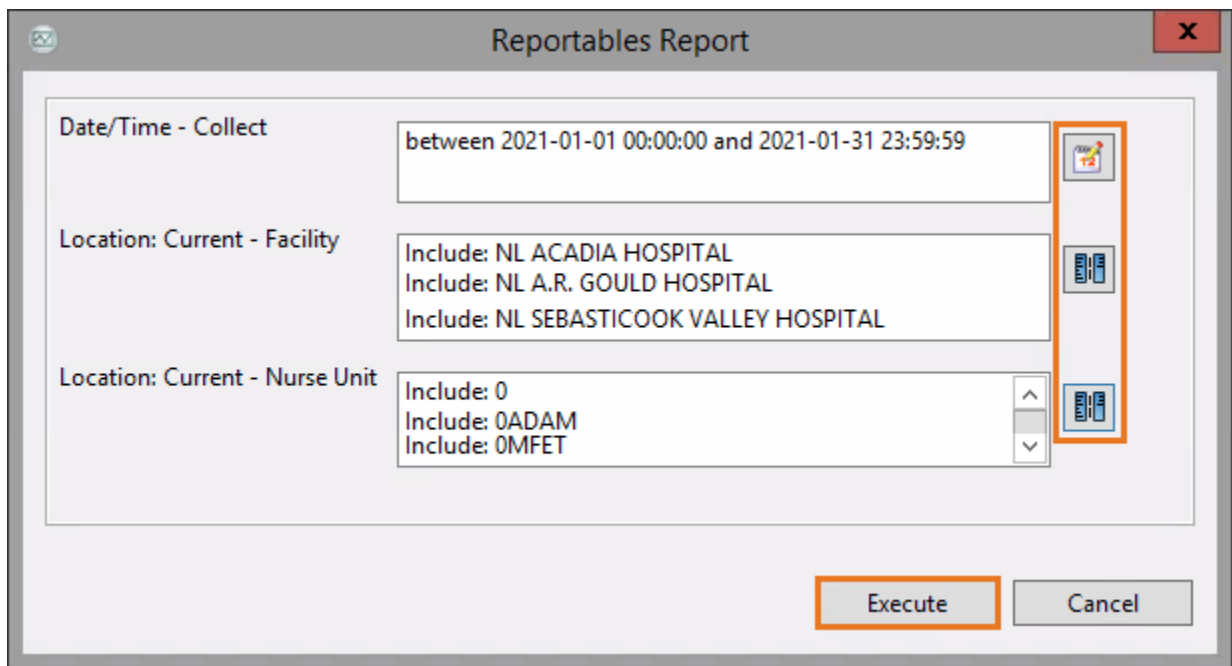 Reportables Report
x
Date/Time - Collect
between 2021-01-01 00:00:00 and 2021-01-31 23:59:59
12
Location: Current - Facility
Include: NL ACADIA HOSPITAL
Include: NL A.R. GOULD HOSPITAL
Include: NL SEBASTICOOK VALLEY HOSPITAL
Location: Current - Nurse Unit
Include: 0
Include: 0ADAM
Include: 0MFET
Execute
Cancel